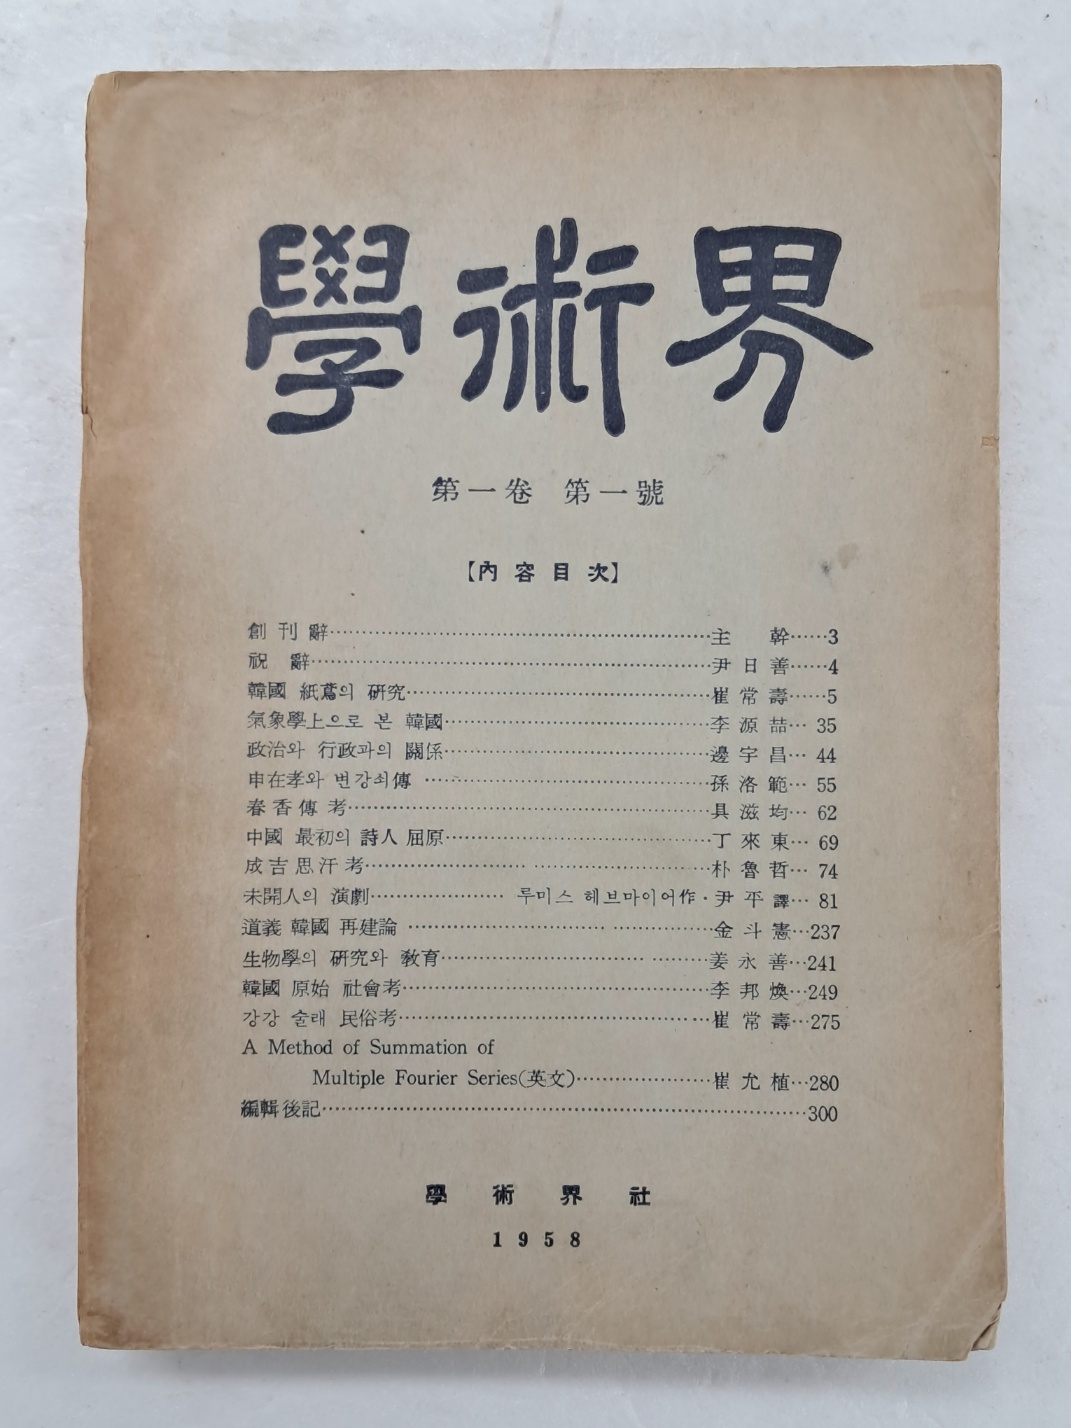 學術界
第一卷 第一號
【內容目次】
創刊辭……主 幹……3
祝 辭……尹日善……4
韓國 紙鳶의 硏究……崔常壽……5
氣象學上으로 본 韓國……李源喆…35
政治와 行政과의 關係……邊宇昌…44
申在孝와 변강쇠傳……孫洛範…55
春香傳考……具滋均…62
中國 最初의 詩人 屈原……丁來東…69
成吉思汗考……朴魯哲…74
未開人의 演劇……루미스 헤브마이어作·尹平譯…81
道義 韓國 再建論……金斗憲…237
生物學의 硏究와 敎育……姜永善…241
韓國 原始 社會考……李邦煥…249
강강 술래 民俗考……崔常壽…275
A Method of Summation of
Multiple Fourier Series(英文)……崔允植…280
編輯後記……300
學術界社
1958